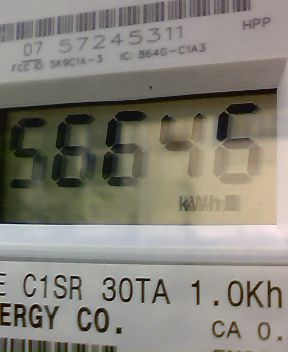 HPP
07 57245311
FCC ID: SK9C1A-3 IC: 864G-C1A3
56646
kWh
E C1SR 30TA 1.0Kh
ERGY CO. CA 0.